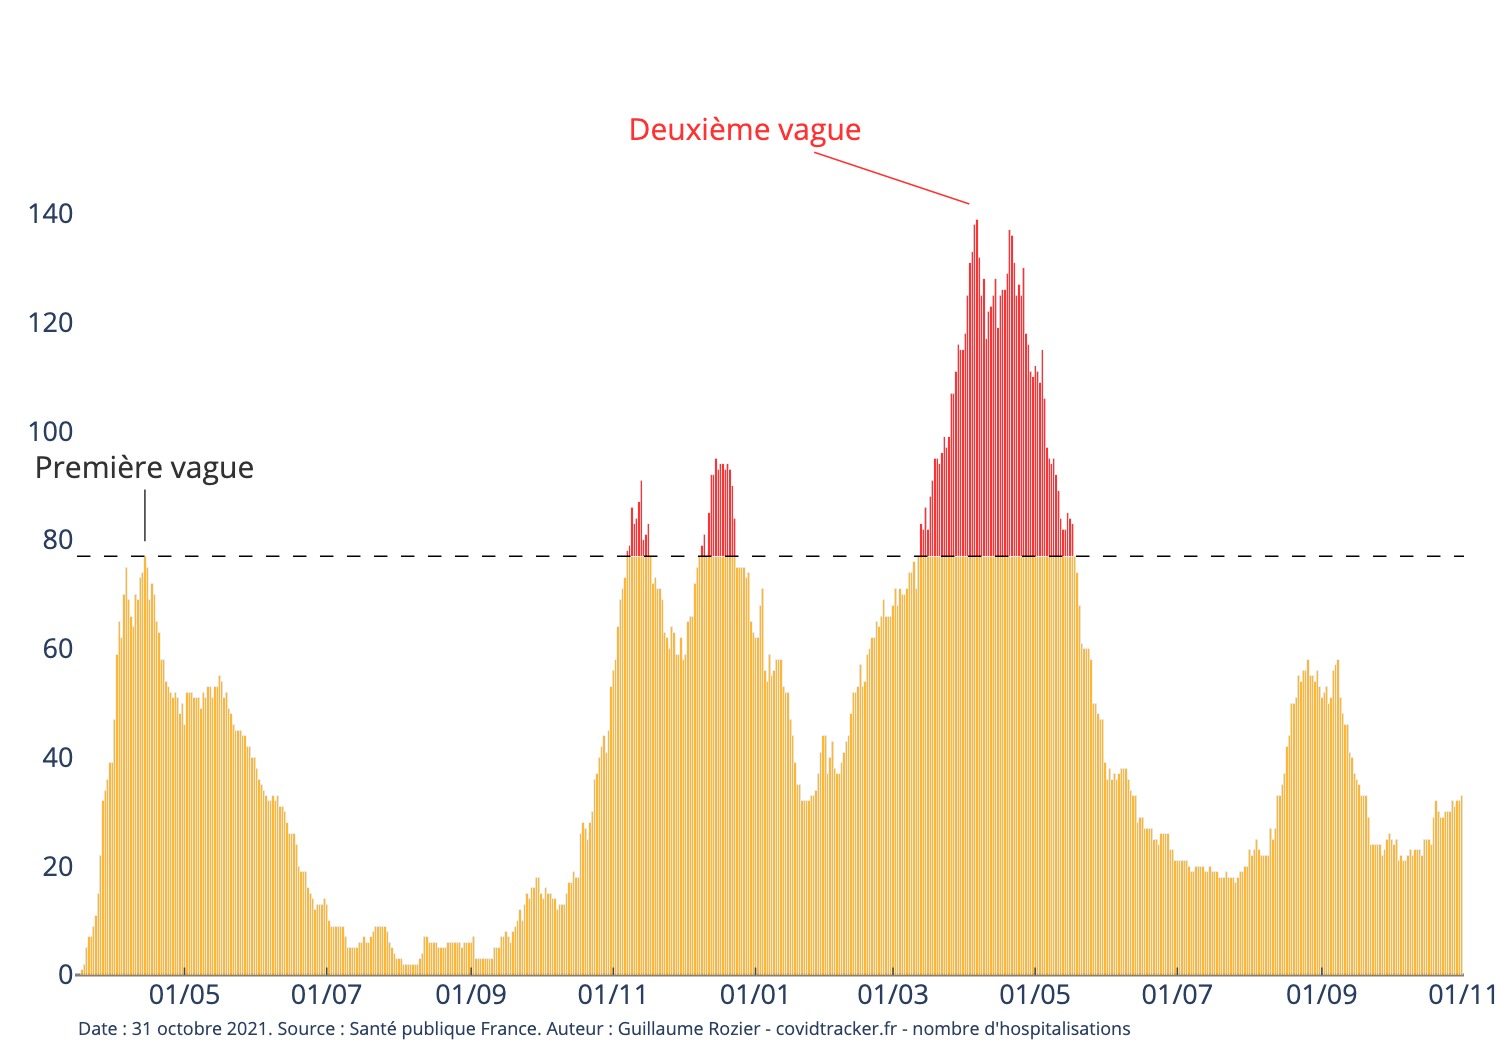 Deuxième vague
140
120
100
Première vague
80
60
40
20
0
01/05 01/07 01/09 01/11 01/01 01/03 01/05 01/07 01/09 01/11
Date : 31 octobre 2021. Source : Santé publique France. Auteur : Guillaume Rozier - covidtracker.fr - nombre d'hospitalisations